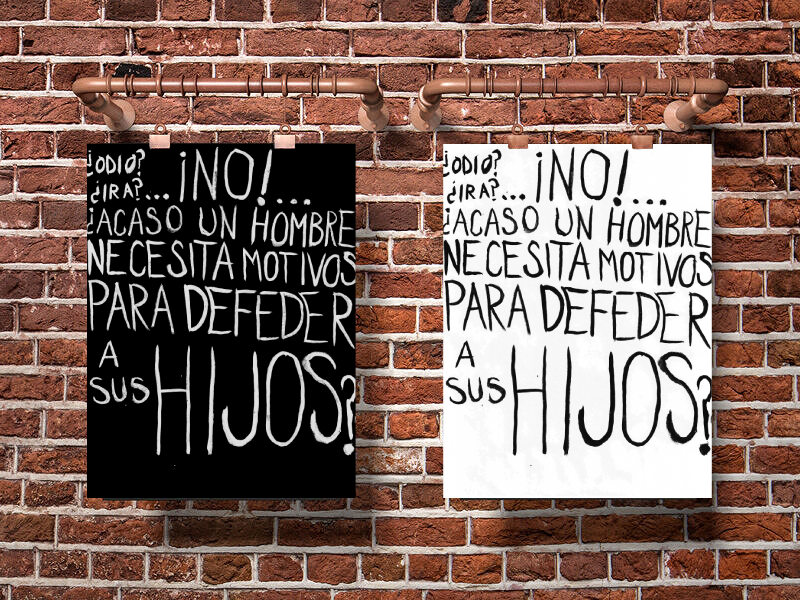 ¿ODIO?
¿IRA?... ¡NO!...
¿ACASO UN HOMBRE
NECESITA MOTIVOS
PARA DEFEDER
A
SUS HIJOS?
¿ODIO?
¿IRA?... ¡NO!...
¿ACASO UN HOMBRE
NECESITA MOTIVOS
PARA DEFEDER
A
SUS HIJOS?